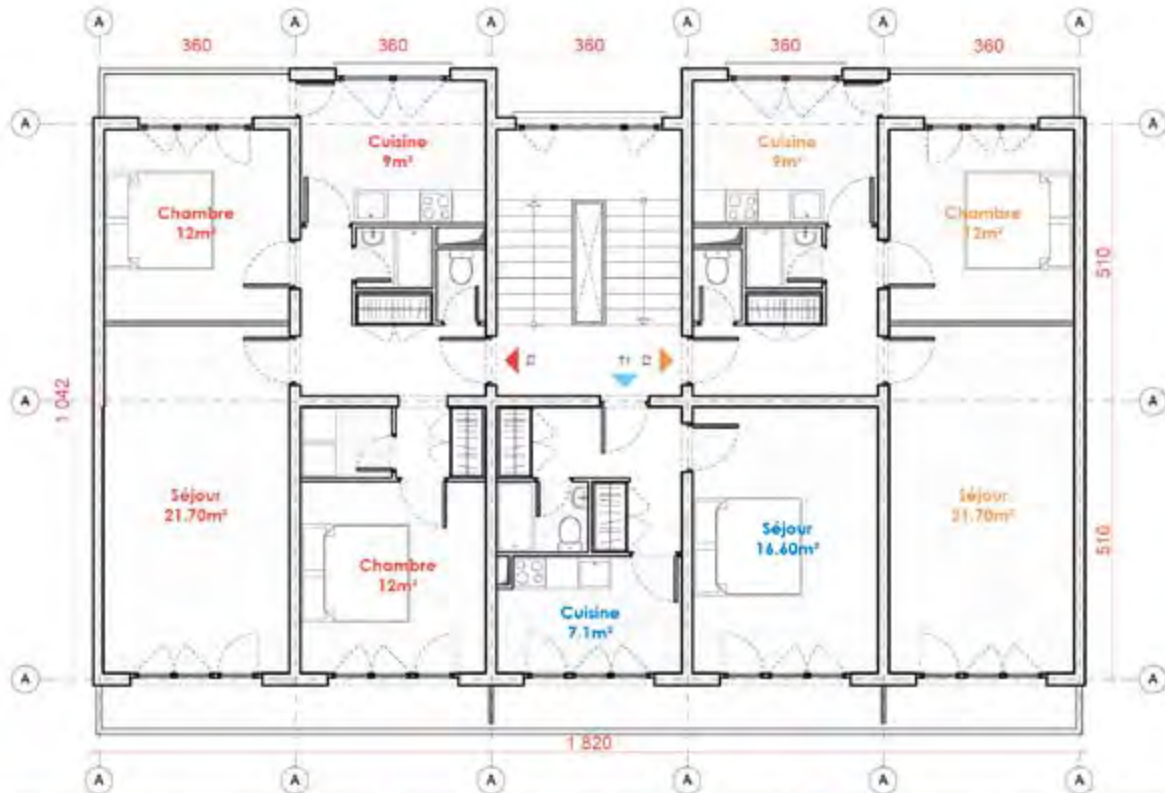 A A A A A A
360 360 360 360 360
A A
Cuisine
9m²
Cuisine
9m²
Chambre
12m²
Chambre
12m²
510
T1
1 042
A A
Séjour
21.70m²
Chambre
12m²
Cuisine
7.1m²
Séjour
16.60m²
Séjour
21.70m²
510
A A
1 820
A A A A A A